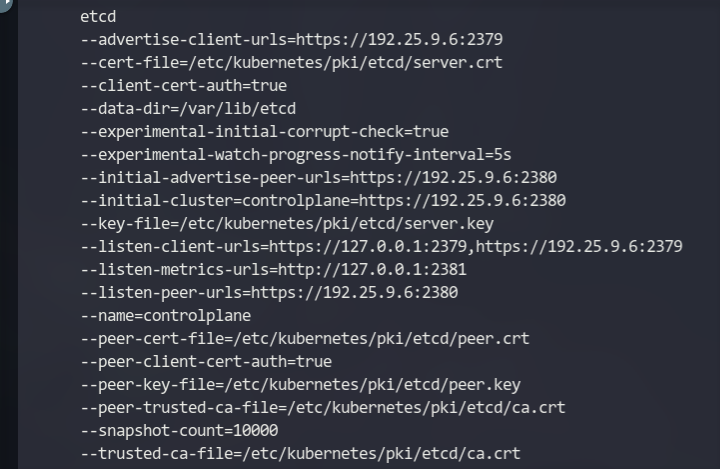 etcd
--advertise-client-urls=https://192.25.9.6:2379
--cert-file=/etc/kubernetes/pki/etcd/server.crt
--client-cert-auth=true
--data-dir=/var/lib/etcd
--experimental-initial-corrupt-check=true
--experimental-watch-progress-notify-interval=5s
--initial-advertise-peer-urls=https://192.25.9.6:2380
--initial-cluster=controlplane=https://192.25.9.6:2380
--key-file=/etc/kubernetes/pki/etcd/server.key
--listen-client-urls=https://127.0.0.1:2379,https://192.25.9.6:2379
--listen-metrics-urls=http://127.0.0.1:2381
--listen-peer-urls=https://192.25.9.6:2380
--name=controlplane
--peer-cert-file=/etc/kubernetes/pki/etcd/peer.crt
--peer-client-cert-auth=true
--peer-key-file=/etc/kubernetes/pki/etcd/peer.key
--peer-trusted-ca-file=/etc/kubernetes/pki/etcd/ca.crt
--snapshot-count=10000
--trusted-ca-file=/etc/kubernetes/pki/etcd/ca.crt